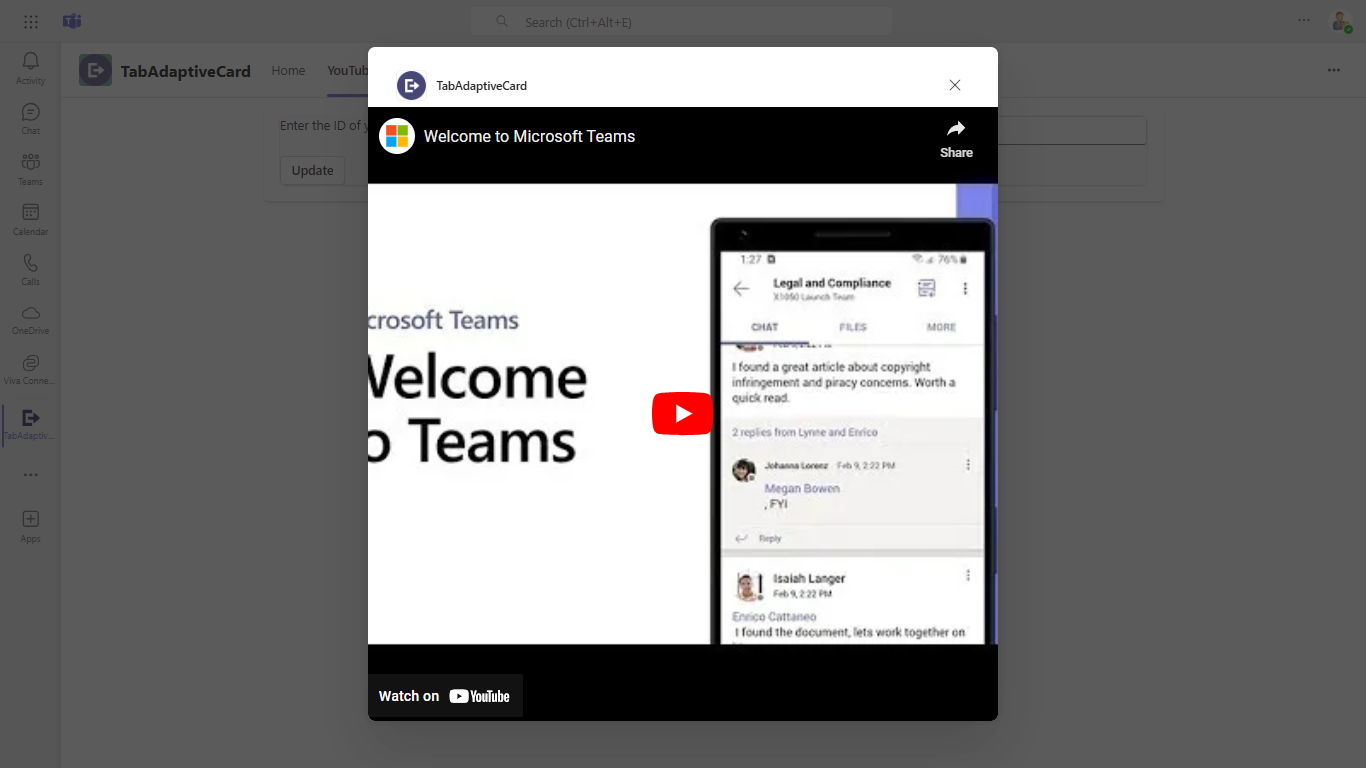 Search (Ctrl+Alt+E)
Activity
Chat
Teams
Calendar
Calls
OneDrive
Viva Conne...
TabAdaptiv...
Apps
TabAdaptiveCard
Home
YouTub
Enter the ID of y
Update
TabAdaptiveCard
Welcome to Microsoft Teams
Share
crosoft Teams
Welcome
o Teams
1:27
76%
Legal and Compliance
X1050 Launch Team
CHAT FILES MORE
I found a great article about copyright
infringement and piracy concerns. Worth a
quick read.
2 replies from Lynne and Enrico
Johanna Lorenz Feb 9, 2:22 PM
Megan Bowen
, FYI
Reply
Isaiah Langer
Feb 9, 2:22 PM
Enrico Cattaneo
I found the document, lets work together on
Watch on YouTube